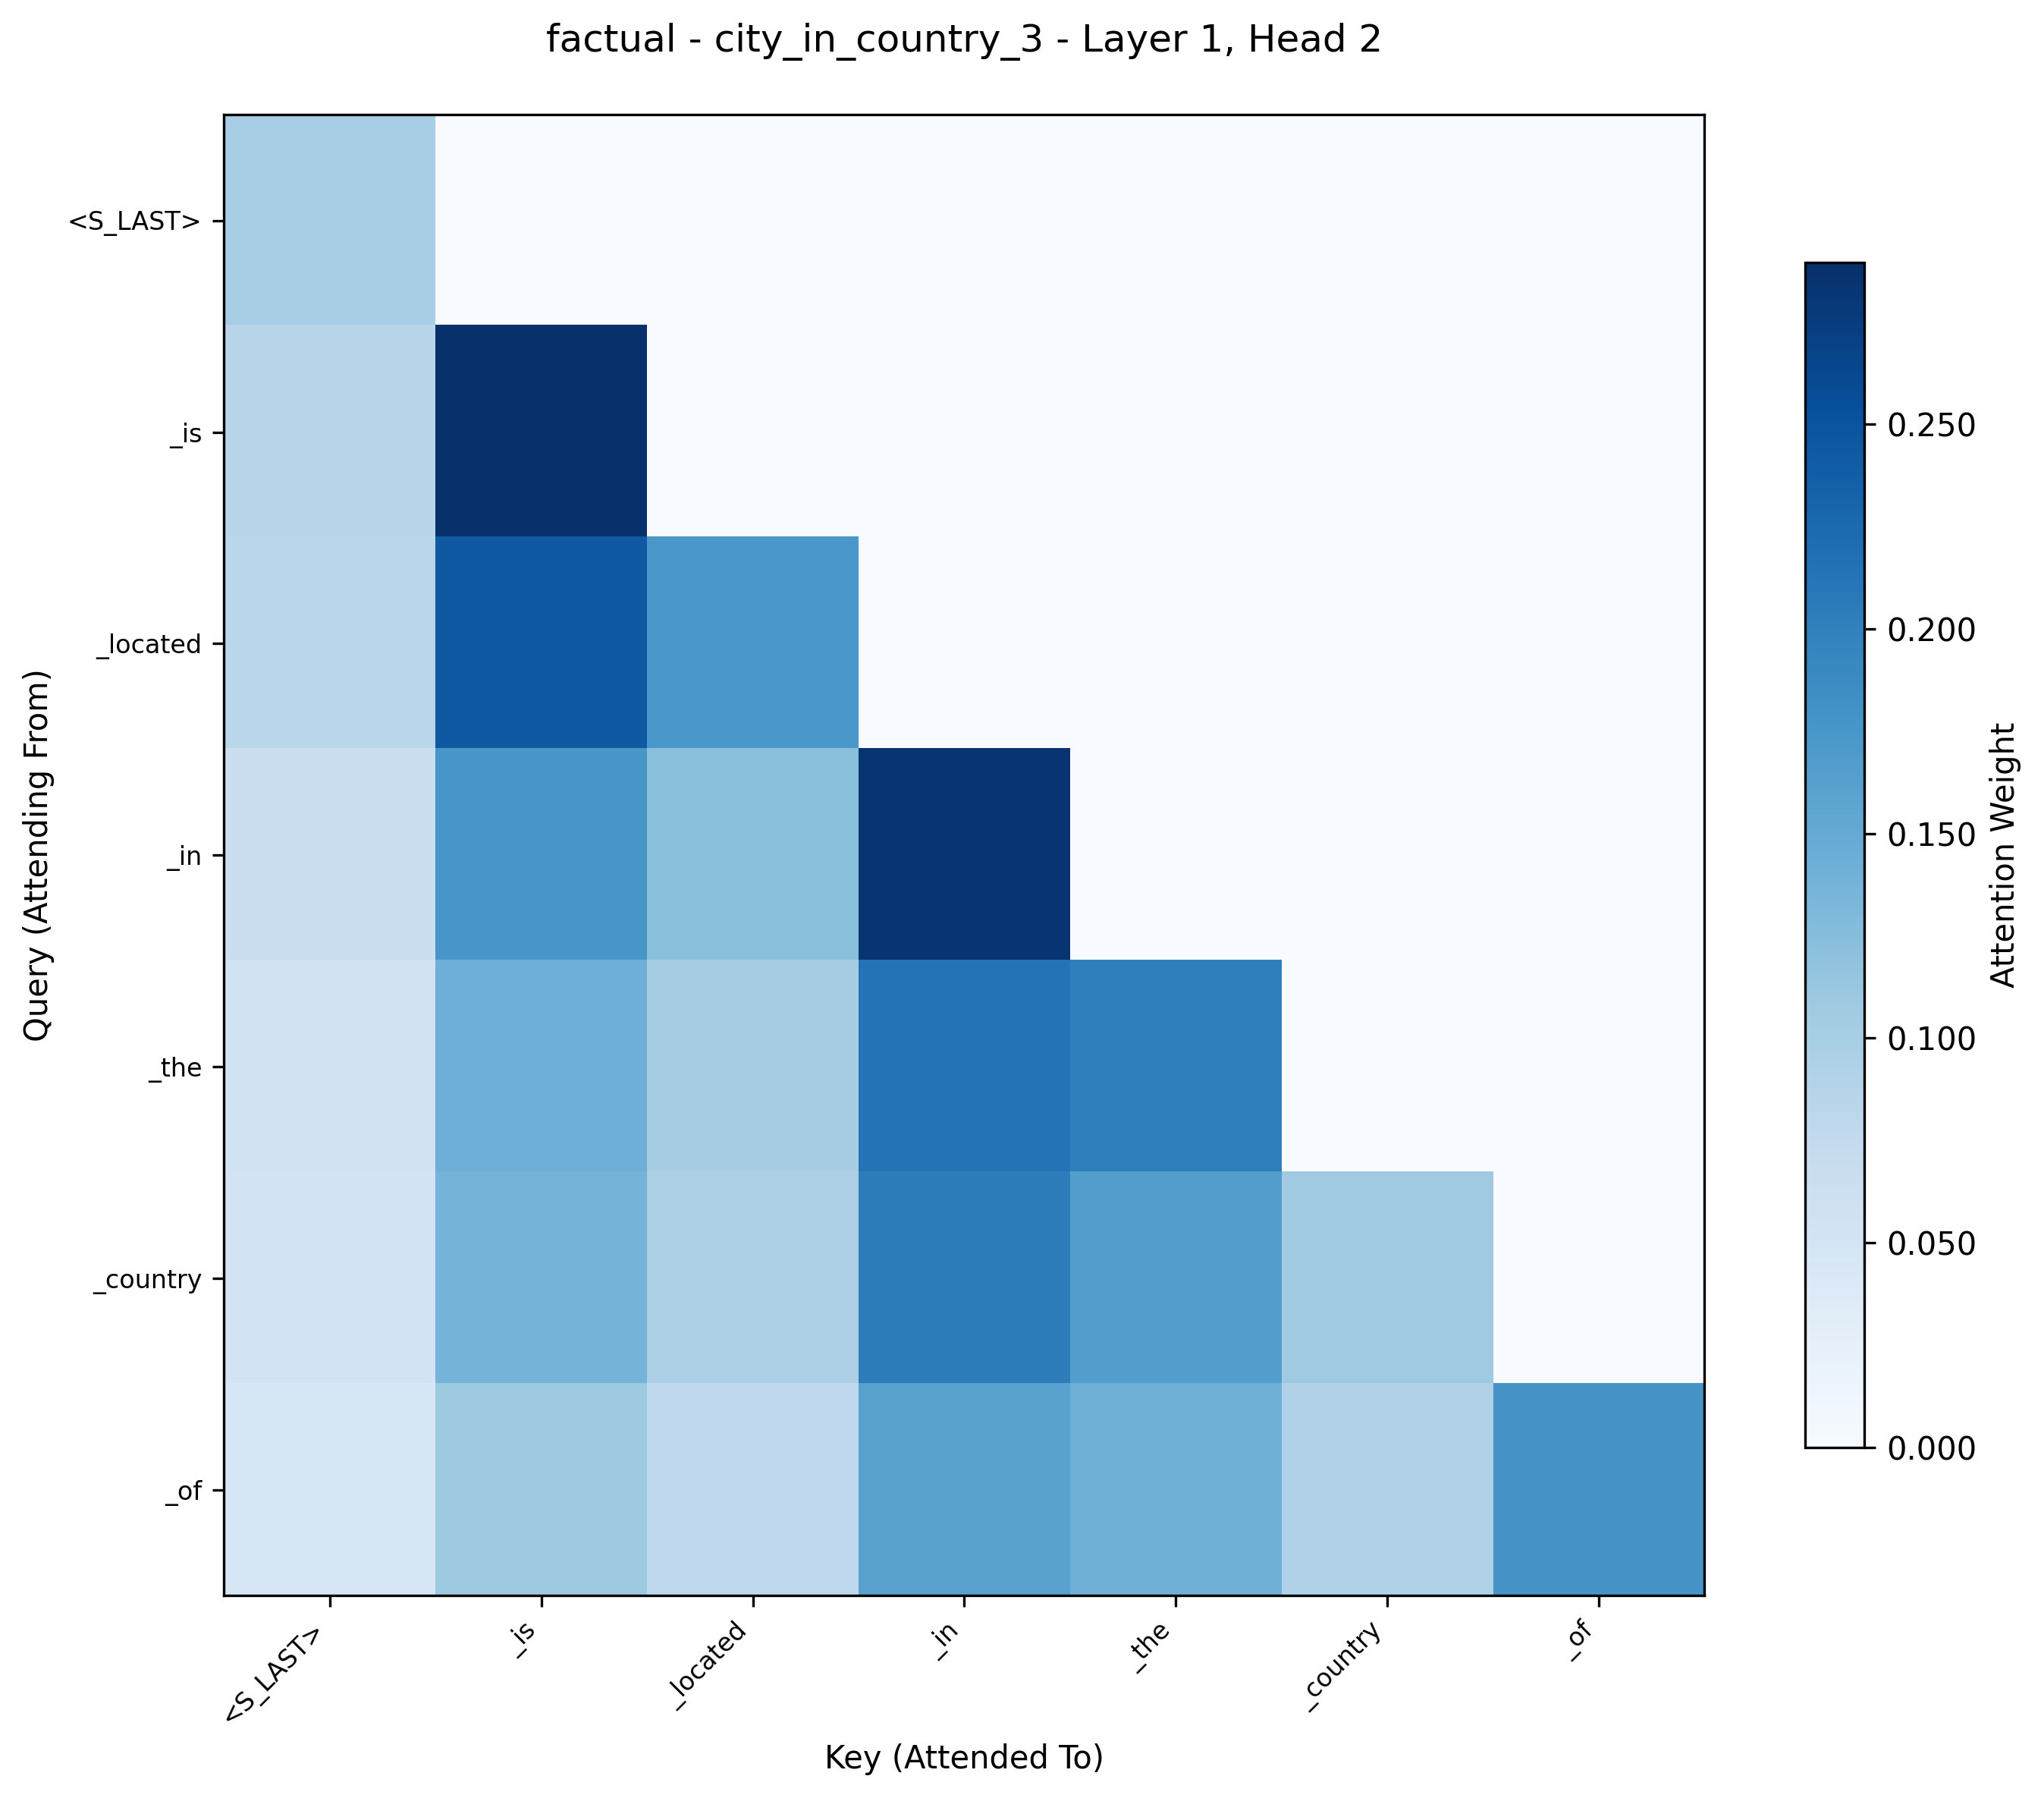 factual - city_in_country_3 - Layer 1, Head 2
Query (Attending From)
<S_LAST>
_is
_located
_in
_the
_country
_of
<S_LAST>
_is
_located
_in
_the
_country
_of
Key (Attended To)
0.250
0.200
0.150
0.100
0.050
0.000
Attention Weight